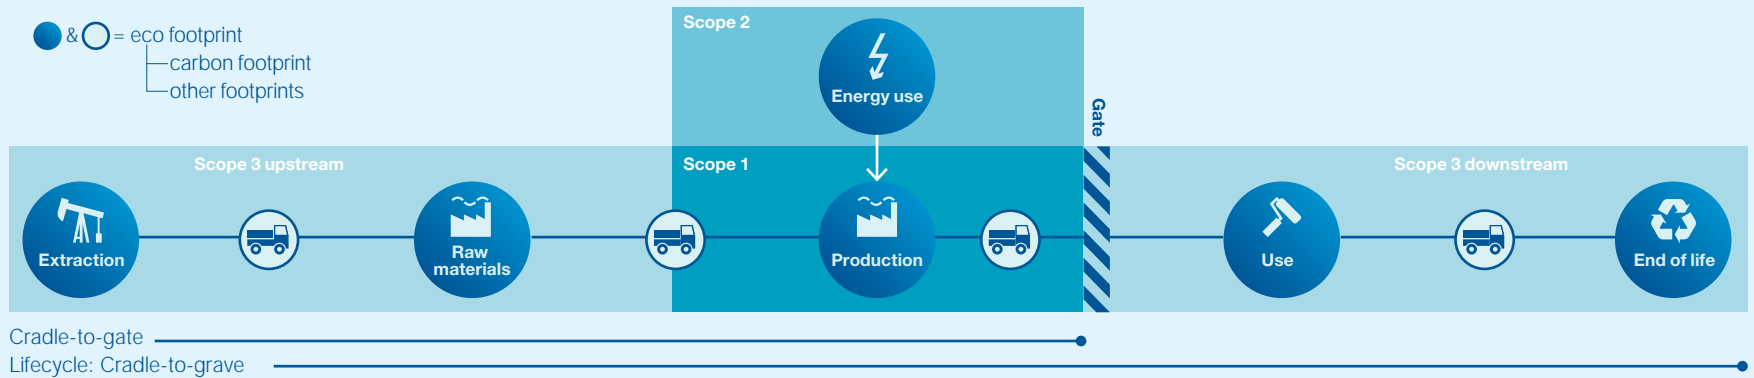 & = eco footprint
carbon footprint
other footprints
Scope 2
Energy use
Gate
Scope 3 upstream
Scope 1
Scope 3 downstream
Extraction
Raw
materials
Production
Use
End of life
Cradle-to-gate
Lifecycle: Cradle-to-grave